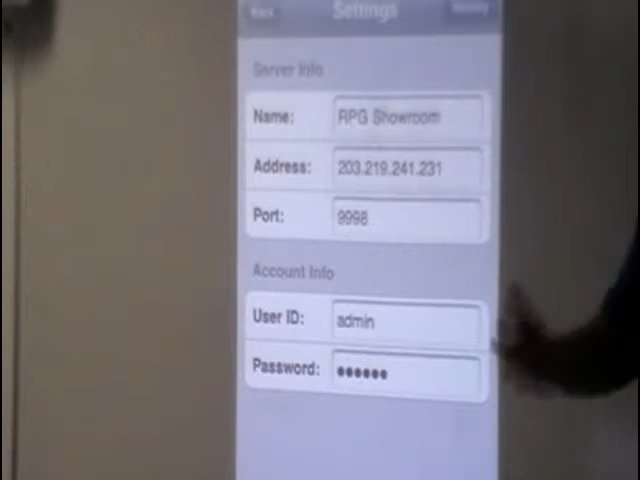 Back Settings
Server Info
Name: RPG Showroom
Address: 203.219.241.231
Port: 9998
Account Info
User ID: admin
Password: ••••••